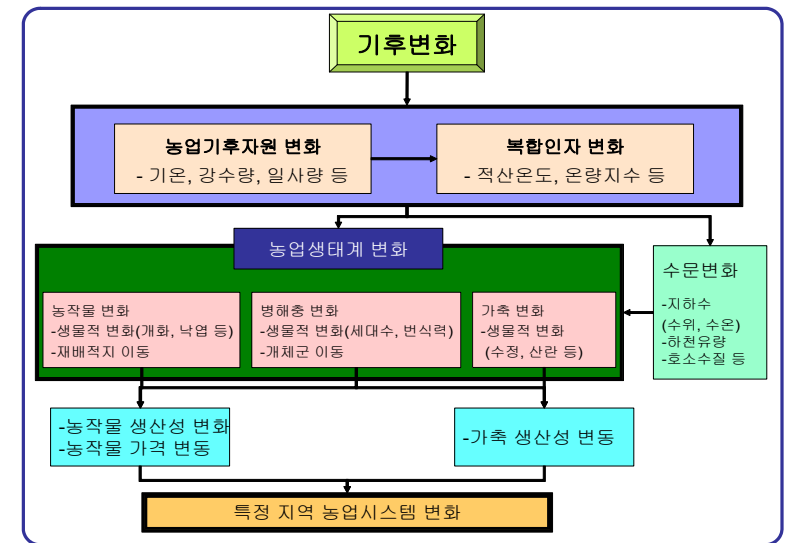 기후변화
농업기후자원 변화
- 기온, 강수량, 일사량 등
복합인자 변화
- 적산온도, 온량지수 등
농업생태계 변화
농작물 변화
-생물적 변화(개화, 낙엽 등)
-재배적지 이동
병해충 변화
-생물적 변화(세대수, 번식력)
-개체군 이동
가축 변화
-생물적 변화
(수정, 산란 등)
수문변화
-지하수
(수위, 수온)
-하천유량
-호소수질 등
-농작물 생산성 변화
-농작물 가격 변동
-가축 생산성 변동
특정 지역 농업시스템 변화